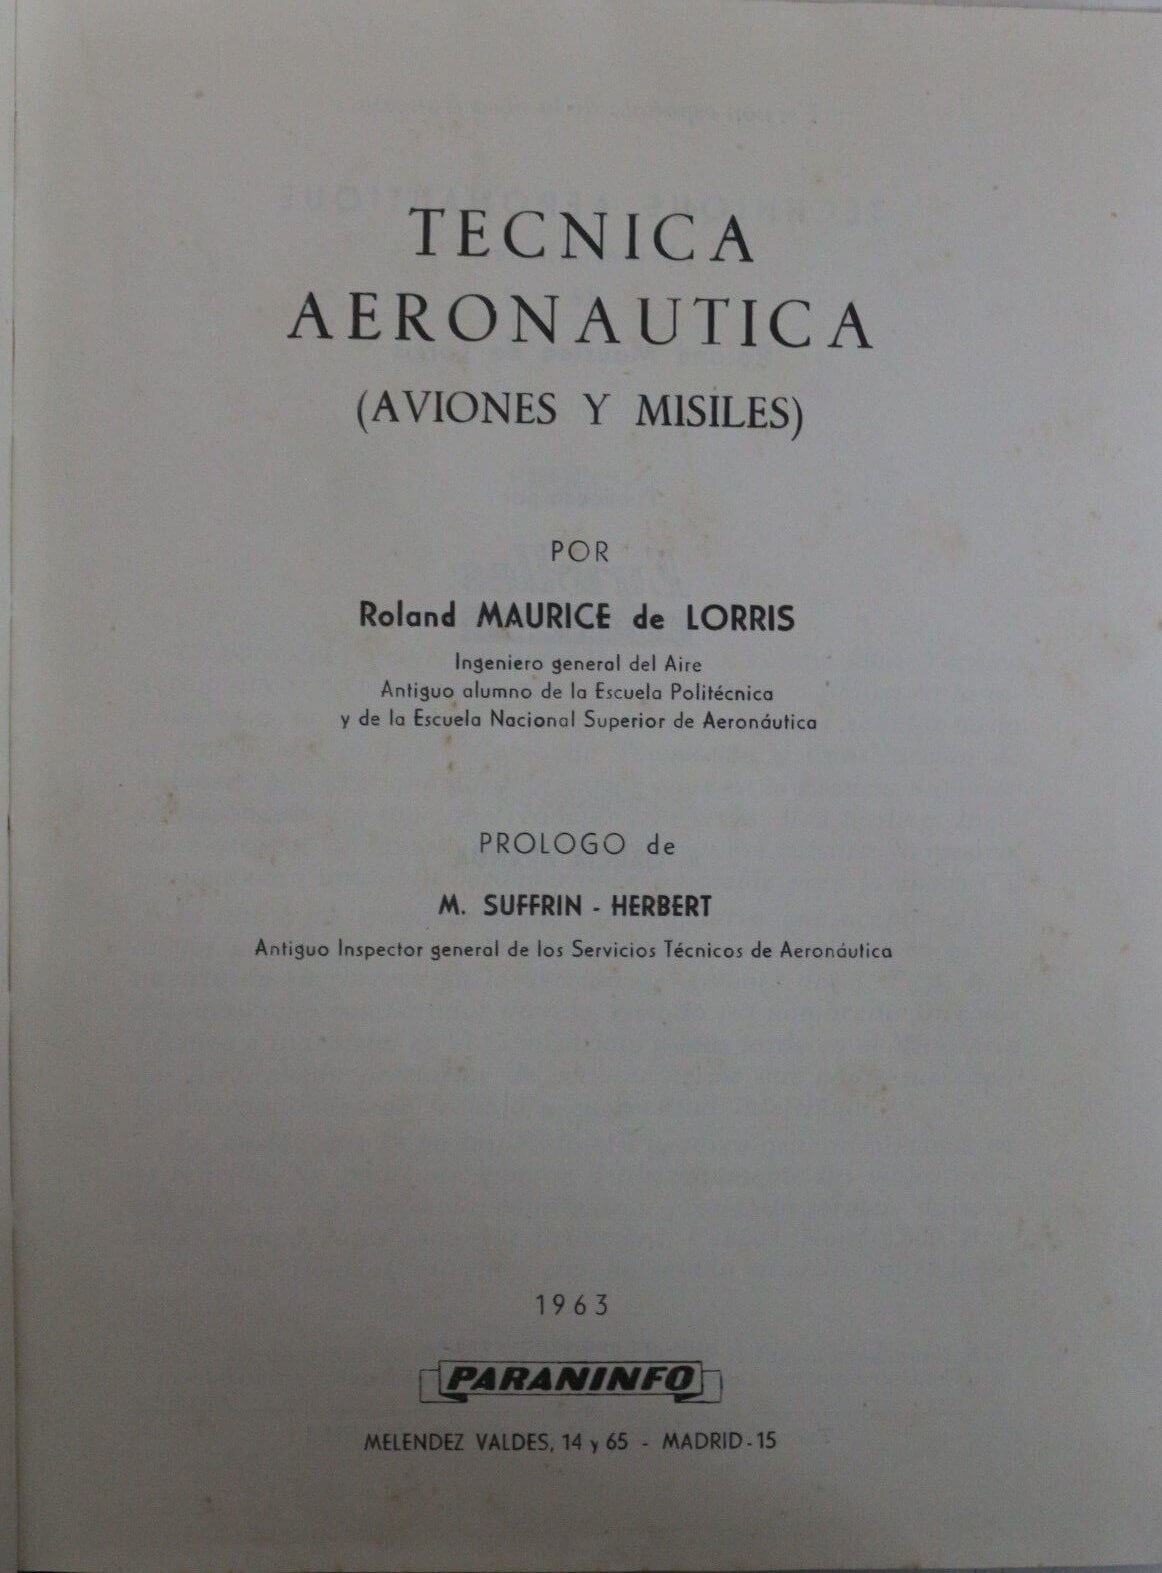 TECNICA
AERONAUTICA
(AVIONES Y MISILES)
POR
Roland MAURICE de LORRIS
Ingeniero general del Aire
Antiguo alumno de la Escuela Politécnica
y de la Escuela Nacional Superior de Aeronáutica
PROLOGO de
M. SUFFRIN - HERBERT
Antiguo Inspector general de los Servicios Técnicos de Aeronáutica
1963
PARANINFO
MELENDEZ VALDES, 14 y 65 - MADRID-15